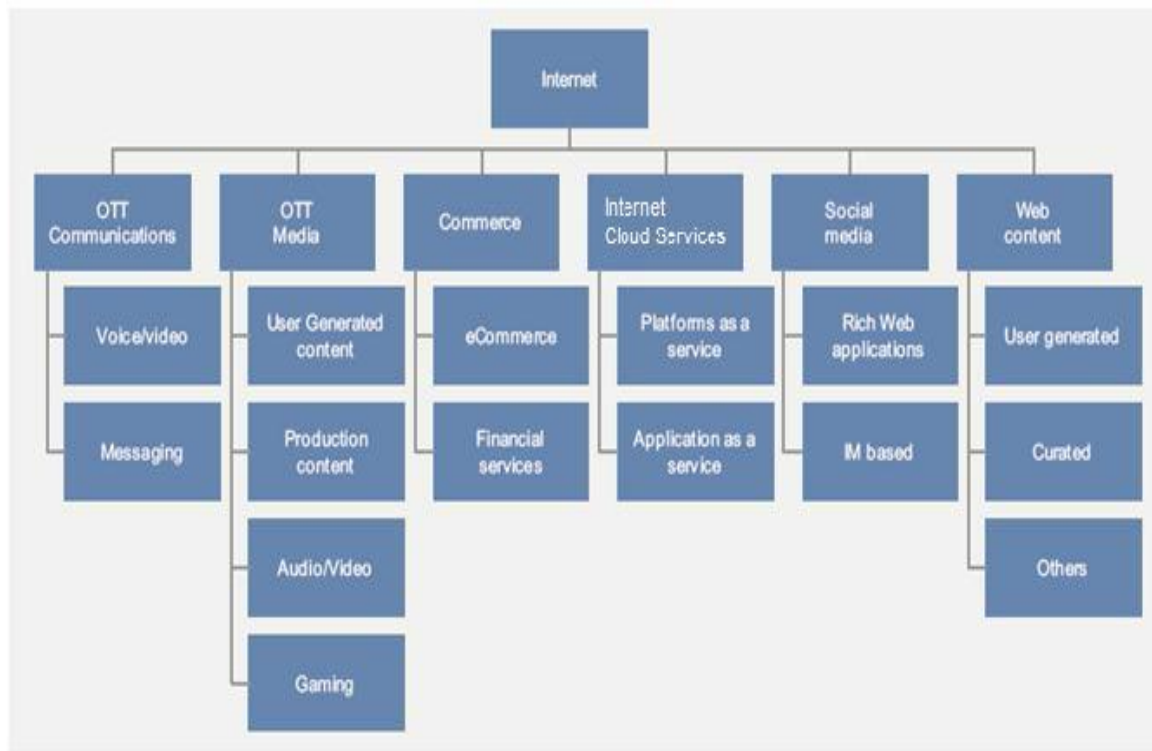 Internet
OTT
Communications
OTT
Media
Commerce
Internet
Cloud Services
Social
media
Web
content
Voice/video
User Generated
content
eCommerce
Platforms as a
service
Rich Web
applications
User generated
Messaging
Production
content
Financial
services
Application as a
service
IM based
Curated
Audio/Video
Others
Gaming